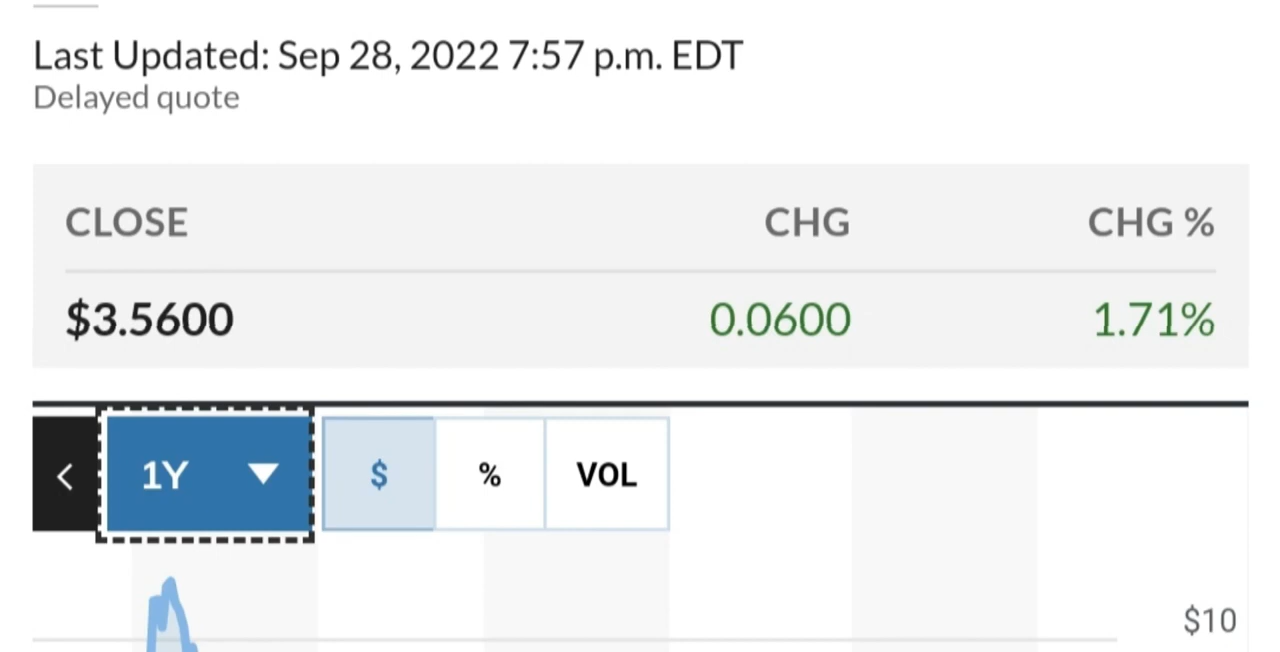 Last Updated: Sep 28, 2022 7:57 p.m. EDT
Delayed quote
CLOSE CHG CHG %
$3.5600 0.0600 1.71%
1Y $ % VOL
$10